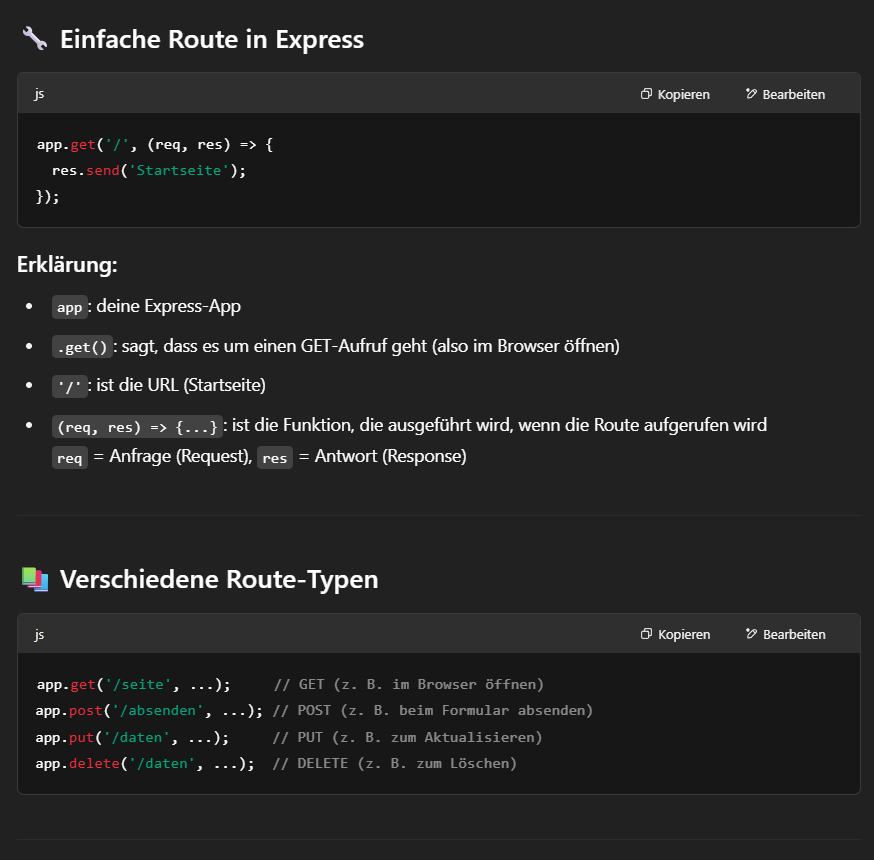 🔧 Einfache Route in Express
js Kopieren Bearbeiten
app.get('/', (req, res) => {
  res.send('Startseite');
});
Erklärung:
• app: deine Express-App
• .get(): sagt, dass es um einen GET-Aufruf geht (also im Browser öffnen)
• '/': ist die URL (Startseite)
• (req, res) => {...}: ist die Funktion, die ausgeführt wird, wenn die Route aufgerufen wird
req = Anfrage (Request), res = Antwort (Response)
📚 Verschiedene Route-Typen
js Kopieren Bearbeiten
app.get('/seite', ...);     // GET (z. B. im Browser öffnen)
app.post('/absenden', ...); // POST (z. B. beim Formular absenden)
app.put('/daten', ...);     // PUT (z. B. zum Aktualisieren)
app.delete('/daten', ...);  // DELETE (z. B. zum Löschen)